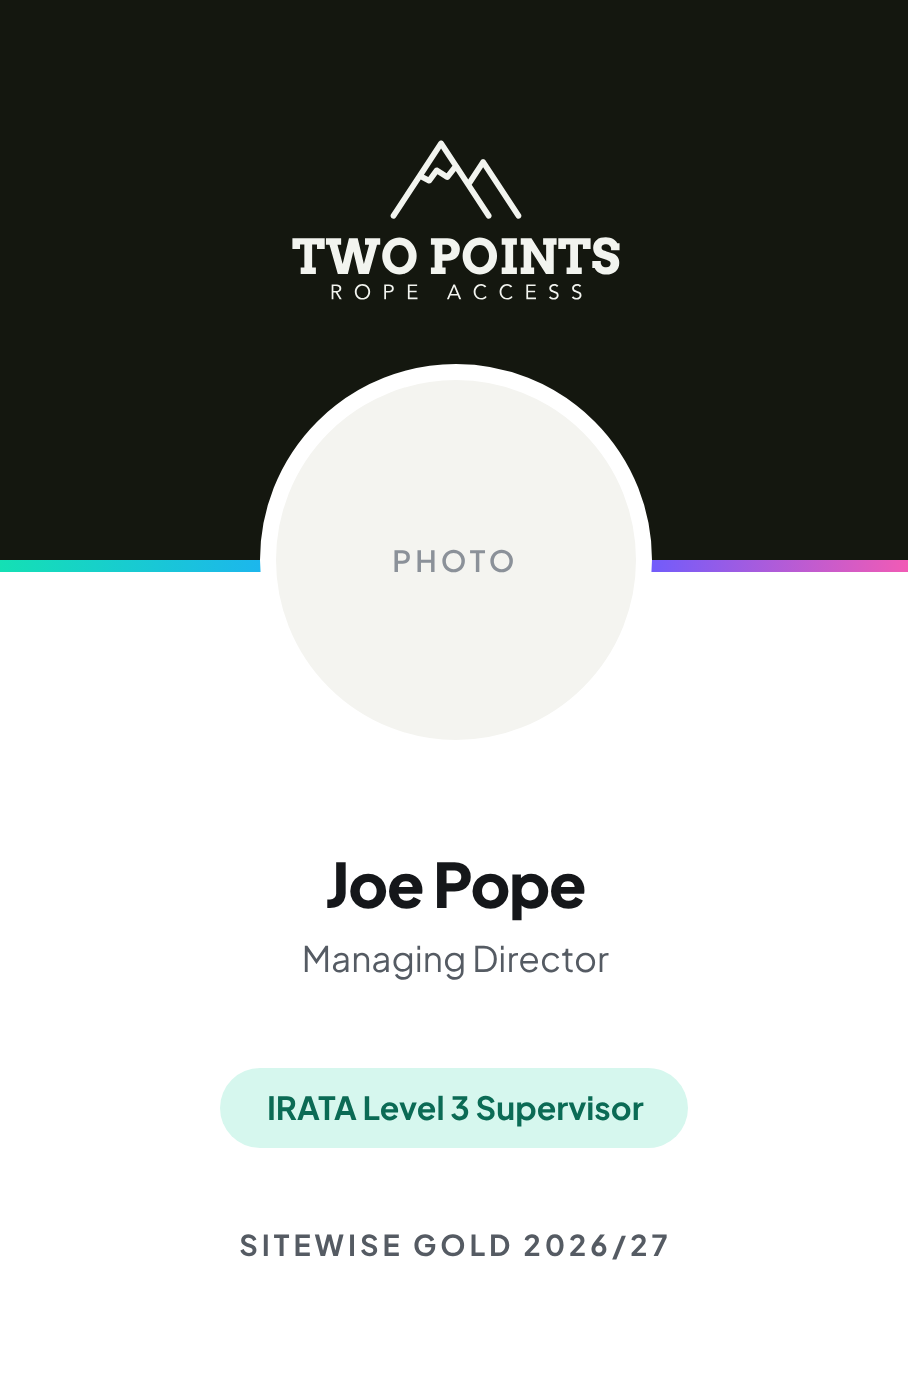 TWO POINTS
ROPE ACCESS
PHOTO
Joe Pope
Managing Director
IRATA Level 3 Supervisor
SITEWISE GOLD 2026/27